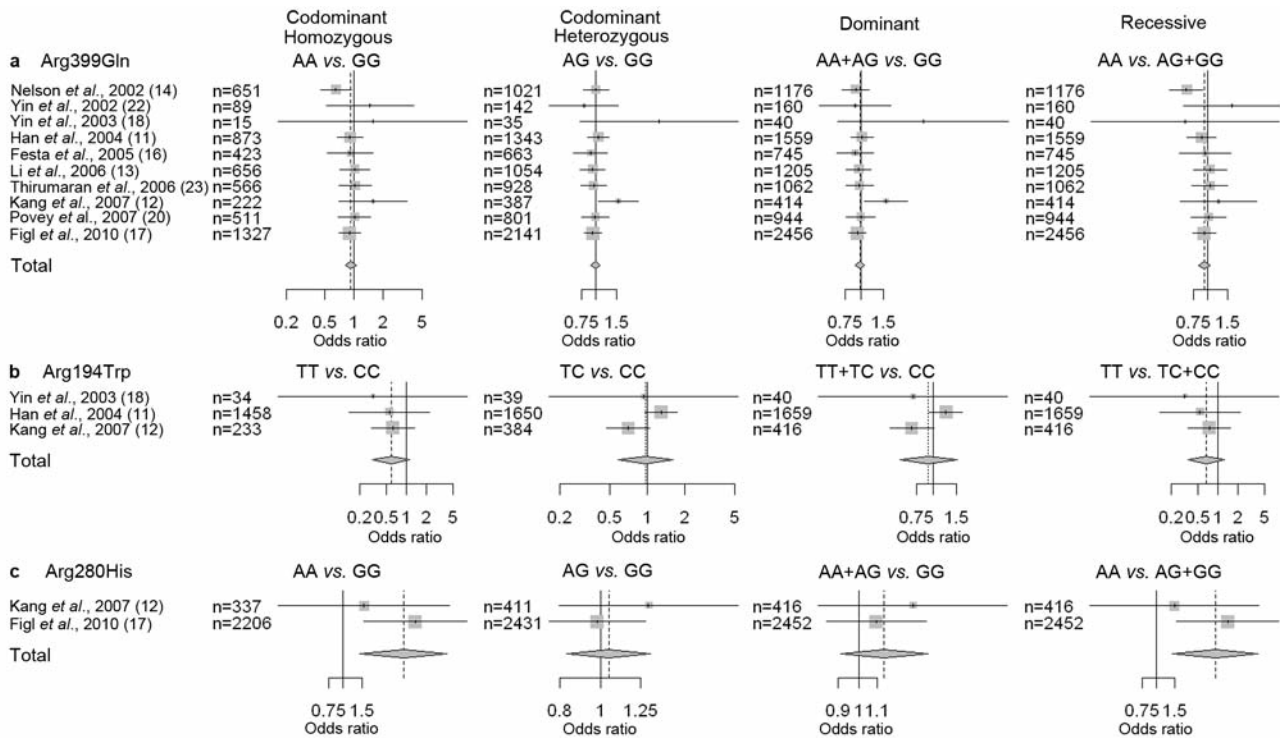 Codominant Homozygous Codominant Heterozygous Dominant Recessive
a Arg399Gln AA vs. GG AG vs. GG AA+AG vs. GG AA vs. AG+GG
Nelson et al., 2002 (14) n=651 n=1021 n=1176 n=1176
Yin et al., 2002 (22) n=89 n=142 n=160 n=160
Yin et al., 2003 (18) n=15 n=35 n=40 n=40
Han et al., 2004 (11) n=873 n=1343 n=1559 n=1559
Festa et al., 2005 (16) n=423 n=663 n=745 n=745
Li et al., 2006 (13) n=656 n=1054 n=1205 n=1205
Thirumaran et al., 2006 (23) n=566 n=928 n=1062 n=1062
Kang et al., 2007 (12) n=222 n=387 n=414 n=414
Povey et al., 2007 (20) n=511 n=801 n=944 n=944
Figl et al., 2010 (17) n=1327 n=2141 n=2456 n=2456
Total
0.2 0.5 1 2 5 0.75 1.5 0.75 1.5 0.75 1.5
Odds ratio Odds ratio Odds ratio Odds ratio
b Arg194Trp TT vs. CC TC vs. CC TT+TC vs. CC TT vs. TC+CC
Yin et al., 2003 (18) n=34 n=39 n=40 n=40
Han et al., 2004 (11) n=1458 n=1650 n=1659 n=1659
Kang et al., 2007 (12) n=233 n=384 n=416 n=416
Total
0.2 0.5 1 2 5 0.2 0.5 1 2 5 0.75 1.5 0.2 0.5 1 2 5
Odds ratio Odds ratio Odds ratio Odds ratio
c Arg280His AA vs. GG AG vs. GG AA+AG vs. GG AA vs. AG+GG
Kang et al., 2007 (12) n=337 n=411 n=416 n=416
Figl et al., 2010 (17) n=2206 n=2431 n=2452 n=2452
Total
0.75 1.5 0.8 1 1.25 0.9 1 1.1 0.75 1.5
Odds ratio Odds ratio Odds ratio Odds ratio